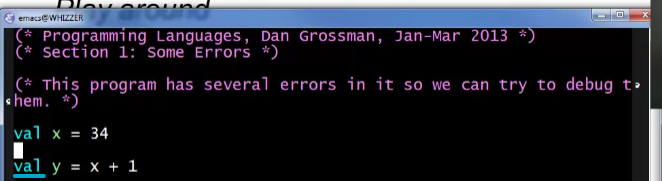 Play around
emacs@WHIZZER
(* Programming Languages, Dan Grossman, Jan-Mar 2013 *)
(* Section 1: Some Errors *)
(* This program has several errors in it so we can try to debug t
hem. *)
val x = 34
val y = x + 1